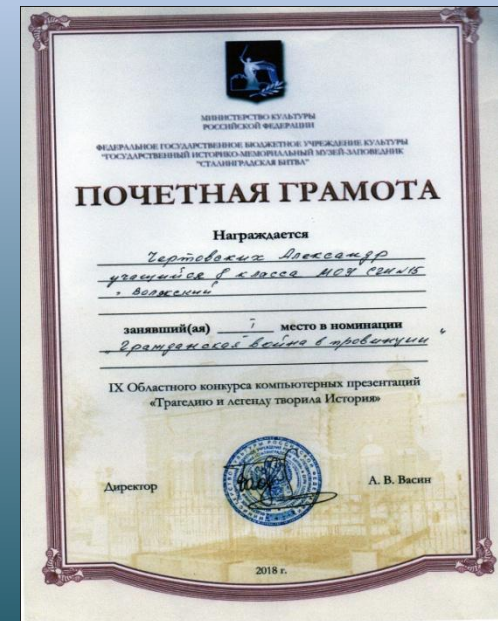 МИНИСТЕРСТВО КУЛЬТУРЫ
РОССИЙСКОЙ ФЕДЕРАЦИИ
ФЕДЕРАЛЬНОЕ ГОСУДАРСТВЕННОЕ БЮДЖЕТНОЕ УЧРЕЖДЕНИЕ КУЛЬТУРЫ
"ГОСУДАРСТВЕННЫЙ ИСТОРИКО-МЕМОРИАЛЬНЫЙ МУЗЕЙ-ЗАПОВЕДНИК
"СТАЛИНГРАДСКАЯ БИТВА"
ПОЧЕТНАЯ ГРАМОТА
Награждается
Чертовских Александр
учащийся 8 класса МОУ СШ №15
г. Волжский
занявший(ая) I место в номинации
"Гражданская война в провинции"
IX Областного конкурса компьютерных презентаций
«Трагедию и легенду творила История»
Директор А. В. Васин
2018 г.